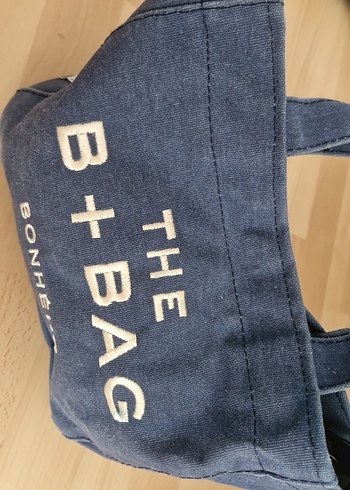 THE
B + BAG